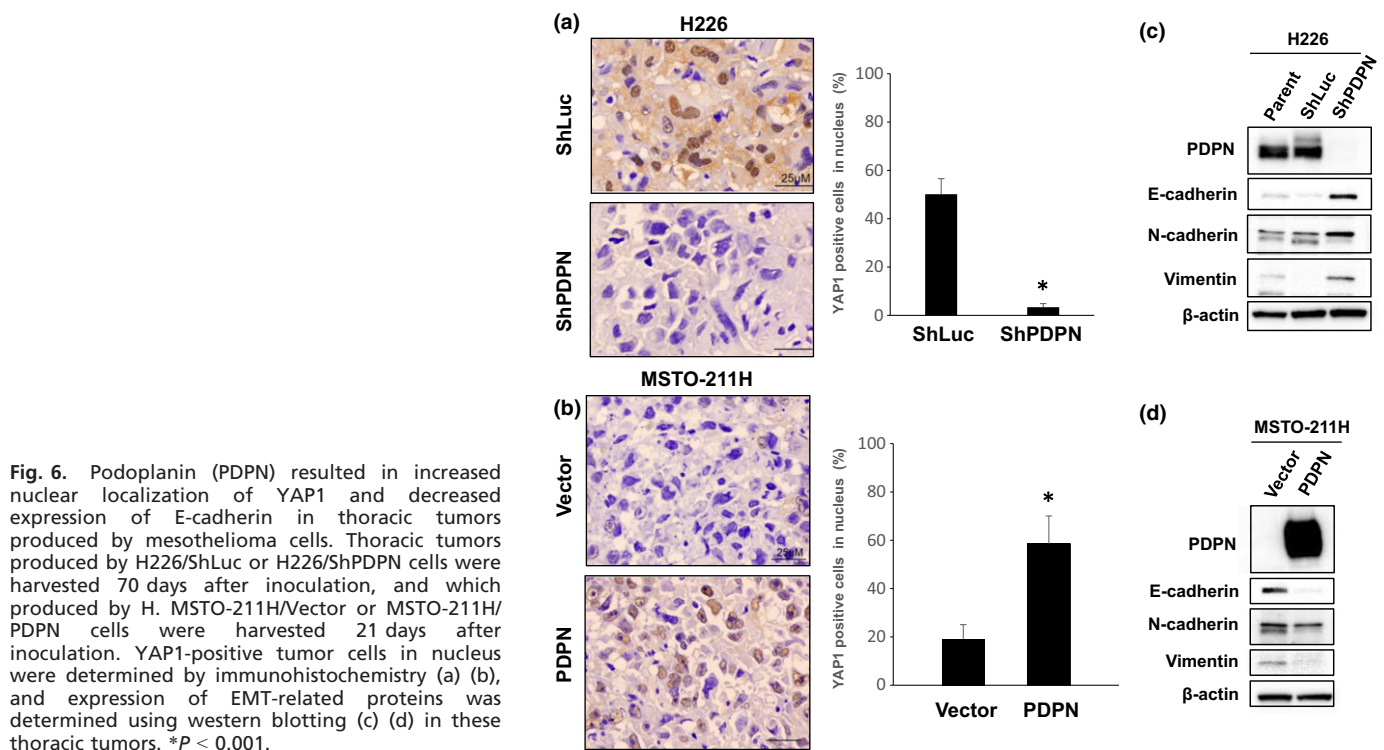 (a)
H226
ShLuc
25µM
ShPDPN
YAP1 positive cells in nucleus (%)
100
80
60
40
20
0
*
ShLuc ShPDPN
(b)
MSTO-211H
Vector
25µM
PDPN
YAP1 positive cells in nucleus (%)
100
80
60
40
20
0
*
Vector PDPN
(c)
H226
Parent ShLuc ShPDPN
PDPN
E-cadherin
N-cadherin
Vimentin
β-actin
(d)
MSTO-211H
Vector PDPN
PDPN
E-cadherin
N-cadherin
Vimentin
β-actin
Fig. 6. Podoplanin (PDPN) resulted in increased
nuclear localization of YAP1 and decreased
expression of E-cadherin in thoracic tumors
produced by mesothelioma cells. Thoracic tumors
produced by H226/ShLuc or H226/ShPDPN cells were
harvested 70 days after inoculation, and which
produced by H. MSTO-211H/Vector or MSTO-211H/
PDPN cells were harvested 21 days after
inoculation. YAP1-positive tumor cells in nucleus
were determined by immunohistochemistry (a) (b),
and expression of EMT-related proteins was
determined using western blotting (c) (d) in these
thoracic tumors. *P < 0.001.